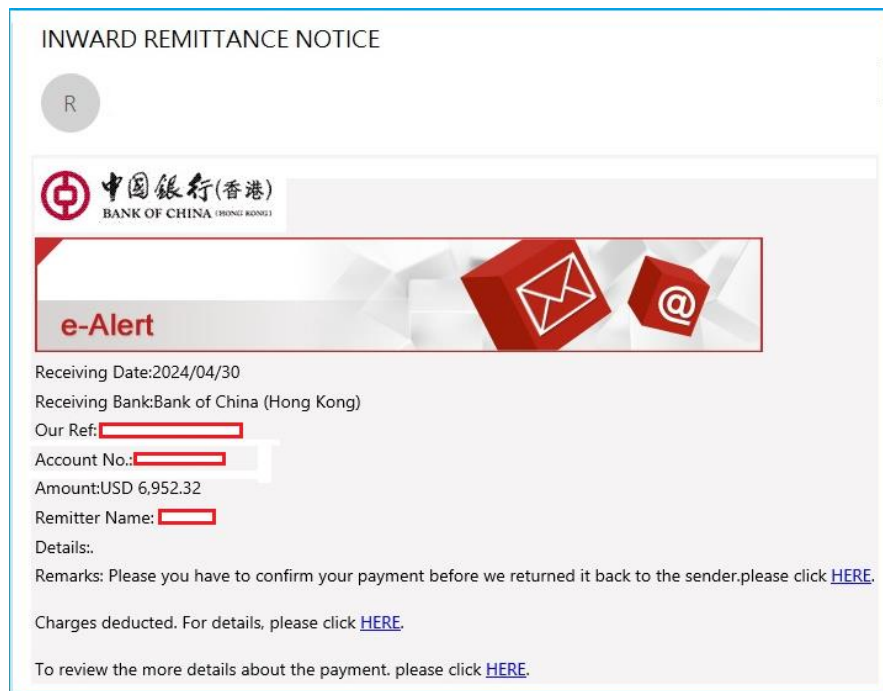 INWARD REMITTANCE NOTICE
R
中國銀行(香港)
BANK OF CHINA (HONG KONG)
e-Alert
@
Receiving Date:2024/04/30
Receiving Bank:Bank of China (Hong Kong)
Our Ref:
Account No.:
Amount:USD 6,952.32
Remitter Name:
Details:.
Remarks: Please you have to confirm your payment before we returned it back to the sender.please click HERE.
Charges deducted. For details, please click HERE.
To review the more details about the payment. please click HERE.